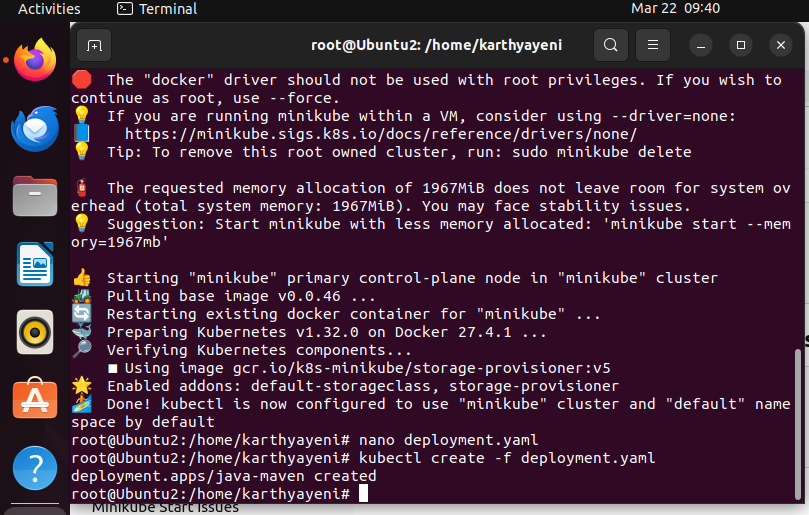 Activities
Terminal
Mar 22 09:40
root@Ubuntu2: /home/karthyayeni
The "docker" driver should not be used with root privileges. If you wish to
continue as root, use --force.
If you are running minikube within a VM, consider using --driver=none:
https://minikube.sigs.k8s.io/docs/reference/drivers/none/
Tip: To remove this root owned cluster, run: sudo minikube delete
The requested memory allocation of 1967MiB does not leave room for system ov
erhead (total system memory: 1967MiB). You may face stability issues.
Suggestion: Start minikube with less memory allocated: 'minikube start --mem
ory=1967mb'
Starting "minikube" primary control-plane node in "minikube" cluster
Pulling base image v0.0.46 ...
Restarting existing docker container for "minikube" ...
Preparing Kubernetes v1.32.0 on Docker 27.4.1 ...
Verifying Kubernetes components...
■ Using image gcr.io/k8s-minikube/storage-provisioner:v5
Enabled addons: default-storageclass, storage-provisioner
Done! kubectl is now configured to use "minikube" cluster and "default" name
space by default
root@Ubuntu2:/home/karthyayeni# nano deployment.yaml
root@Ubuntu2:/home/karthyayeni# kubectl create -f deployment.yaml
deployment.apps/java-maven created
root@Ubuntu2:/home/karthyayeni#
Minikube Start Issues